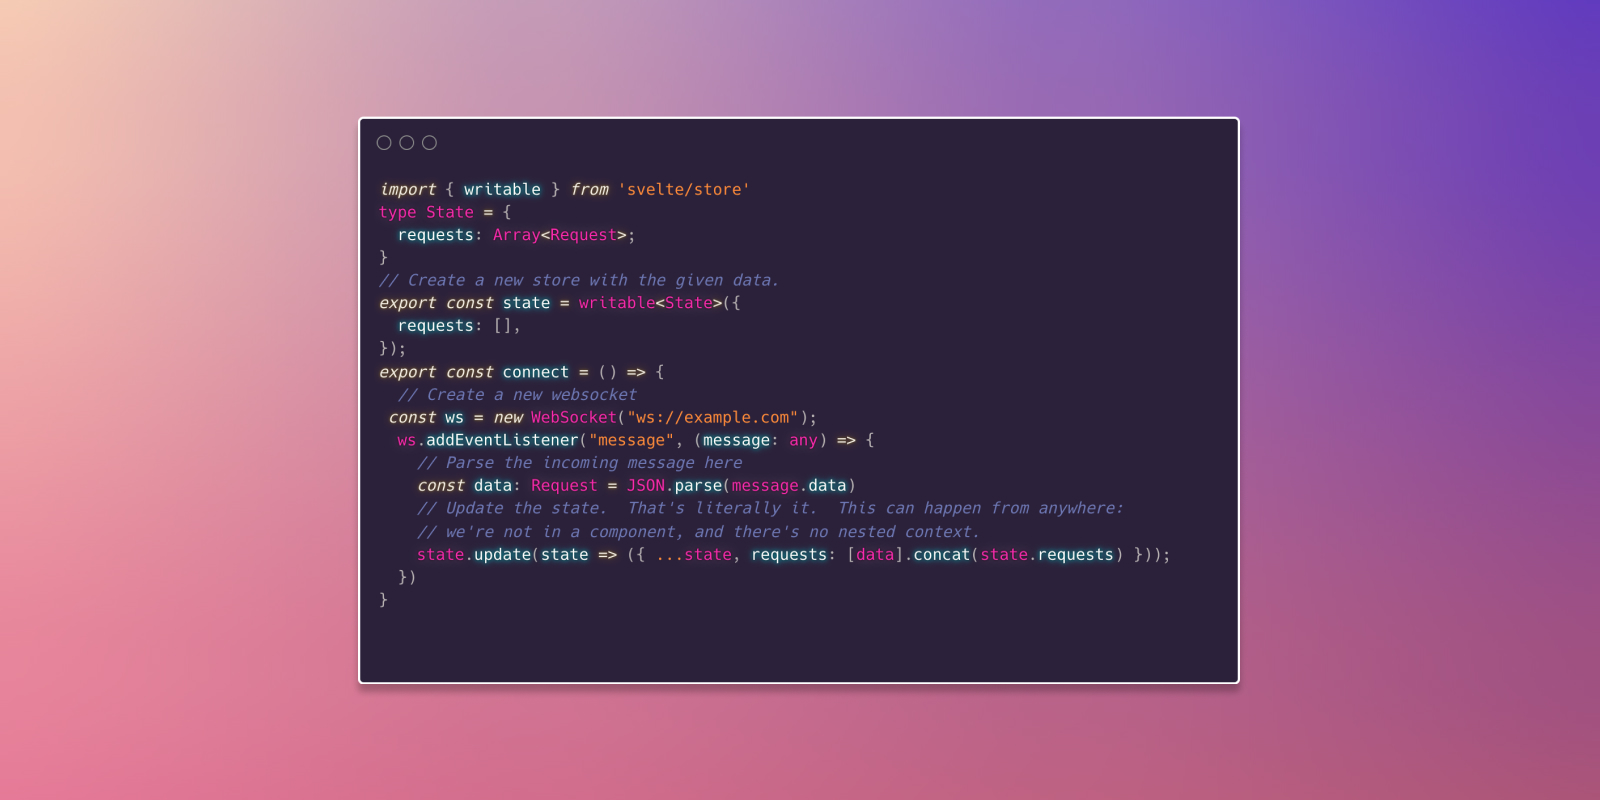 import { writable } from 'svelte/store'
type State = {
  requests: Array<Request>;
}
// Create a new store with the given data.
export const state = writable<State>({
  requests: [],
});
export const connect = () => {
  // Create a new websocket
 const ws = new WebSocket("ws://example.com");
  ws.addEventListener("message", (message: any) => {
    // Parse the incoming message here
    const data: Request = JSON.parse(message.data)
    // Update the state.  That's literally it.  This can happen from anywhere:
    // we're not in a component, and there's no nested context.
    state.update(state => ({ ...state, requests: [data].concat(state.requests) }));
  })
}